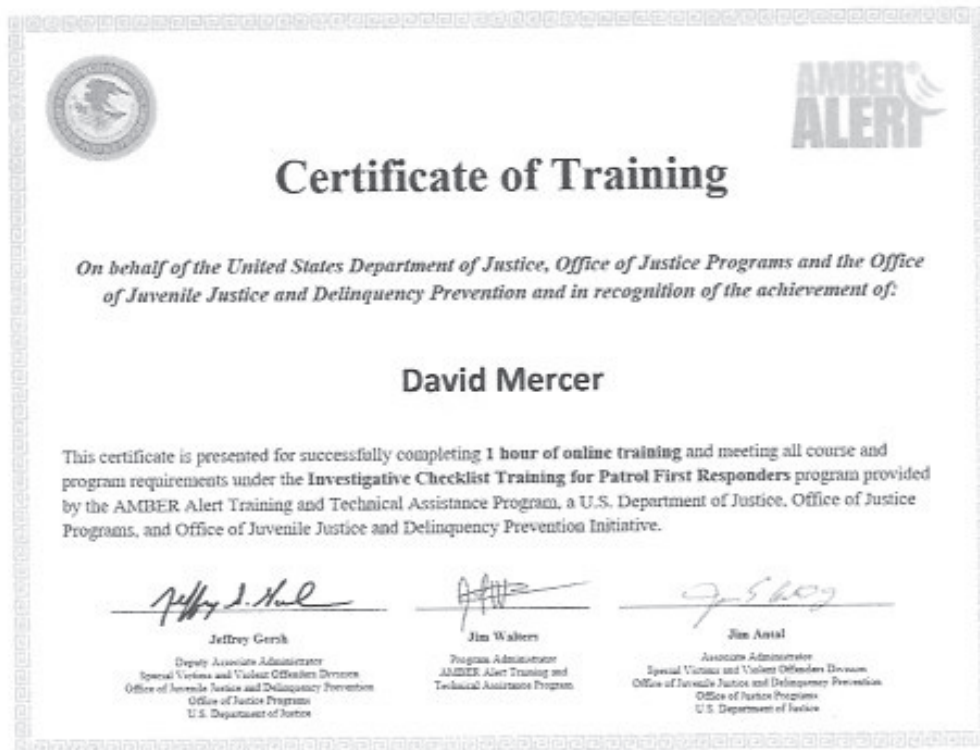 AMBER
ALERT
Certificate of Training
On behalf of the United States Department of Justice, Office of Justice Programs and the Office
of Juvenile Justice and Delinquency Prevention and in recognition of the achievement of:
David Mercer
This certificate is presented for successfully completing 1 hour of online training and meeting all course and
program requirements under the Investigative Checklist Training for Patrol First Responders program provided
by the AMBER Alert Training and Technical Assistance Program, a U.S. Department of Justice, Office of Justice
Programs, and Office of Juvenile Justice and Delinquency Prevention Initiative.
Jeffrey Gersh
Deputy Associate Administrator
Special Victims and Violent Offenders Division
Office of Juvenile Justice and Delinquency Prevention
Office of Justice Programs
U.S. Department of Justice
Jim Walters
Program Administrator
AMBER Alert Training and
Technical Assistance Program
Jim Antal
Associate Administrator
Special Victims and Violent Offenders Division
Office of Juvenile Justice and Delinquency Prevention
Office of Justice Programs
U.S. Department of Justice